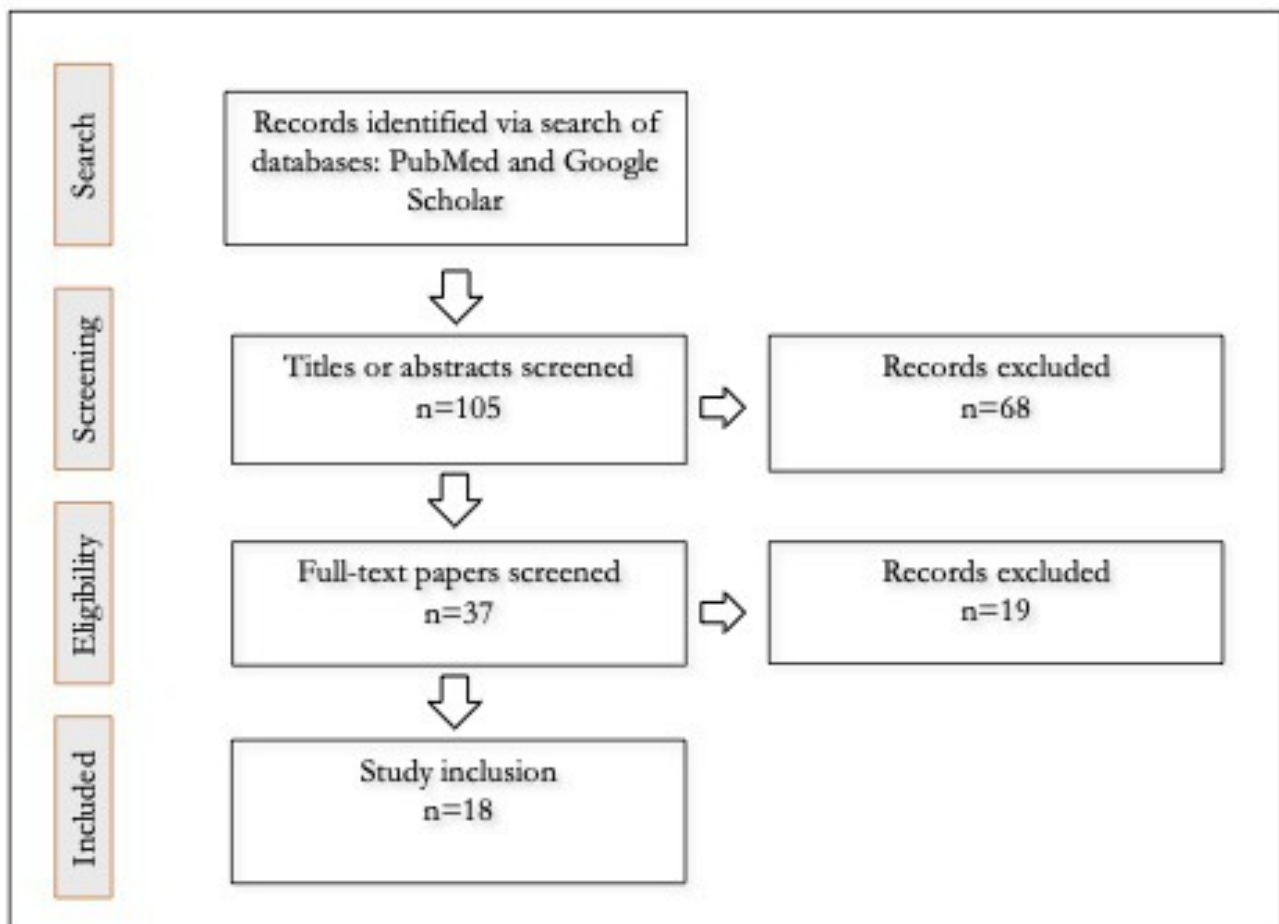 Search
Records identified via search of
databases: PubMed and Google
Scholar
Screening
Titles or abstracts screened
n=105
Records excluded
n=68
Eligibility
Full-text papers screened
n=37
Records excluded
n=19
Included
Study inclusion
n=18